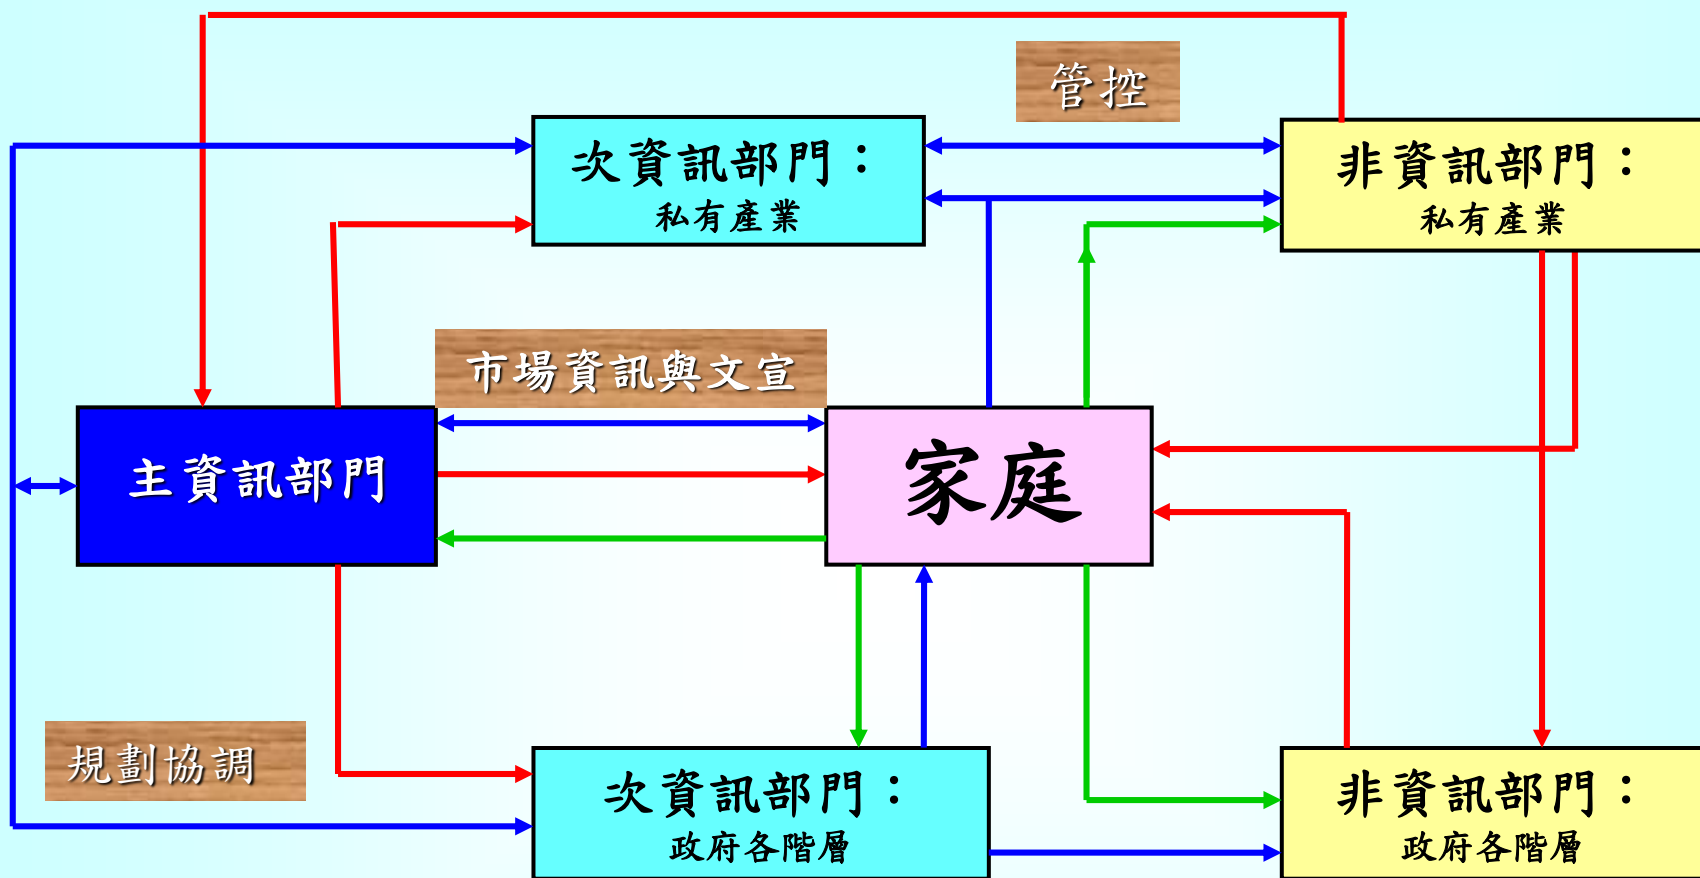 管控
次資訊部門：
私有產業
非資訊部門：
私有產業
市場資訊與文宣
主資訊部門
家庭
規劃協調
次資訊部門：
政府各階層
非資訊部門：
政府各階層